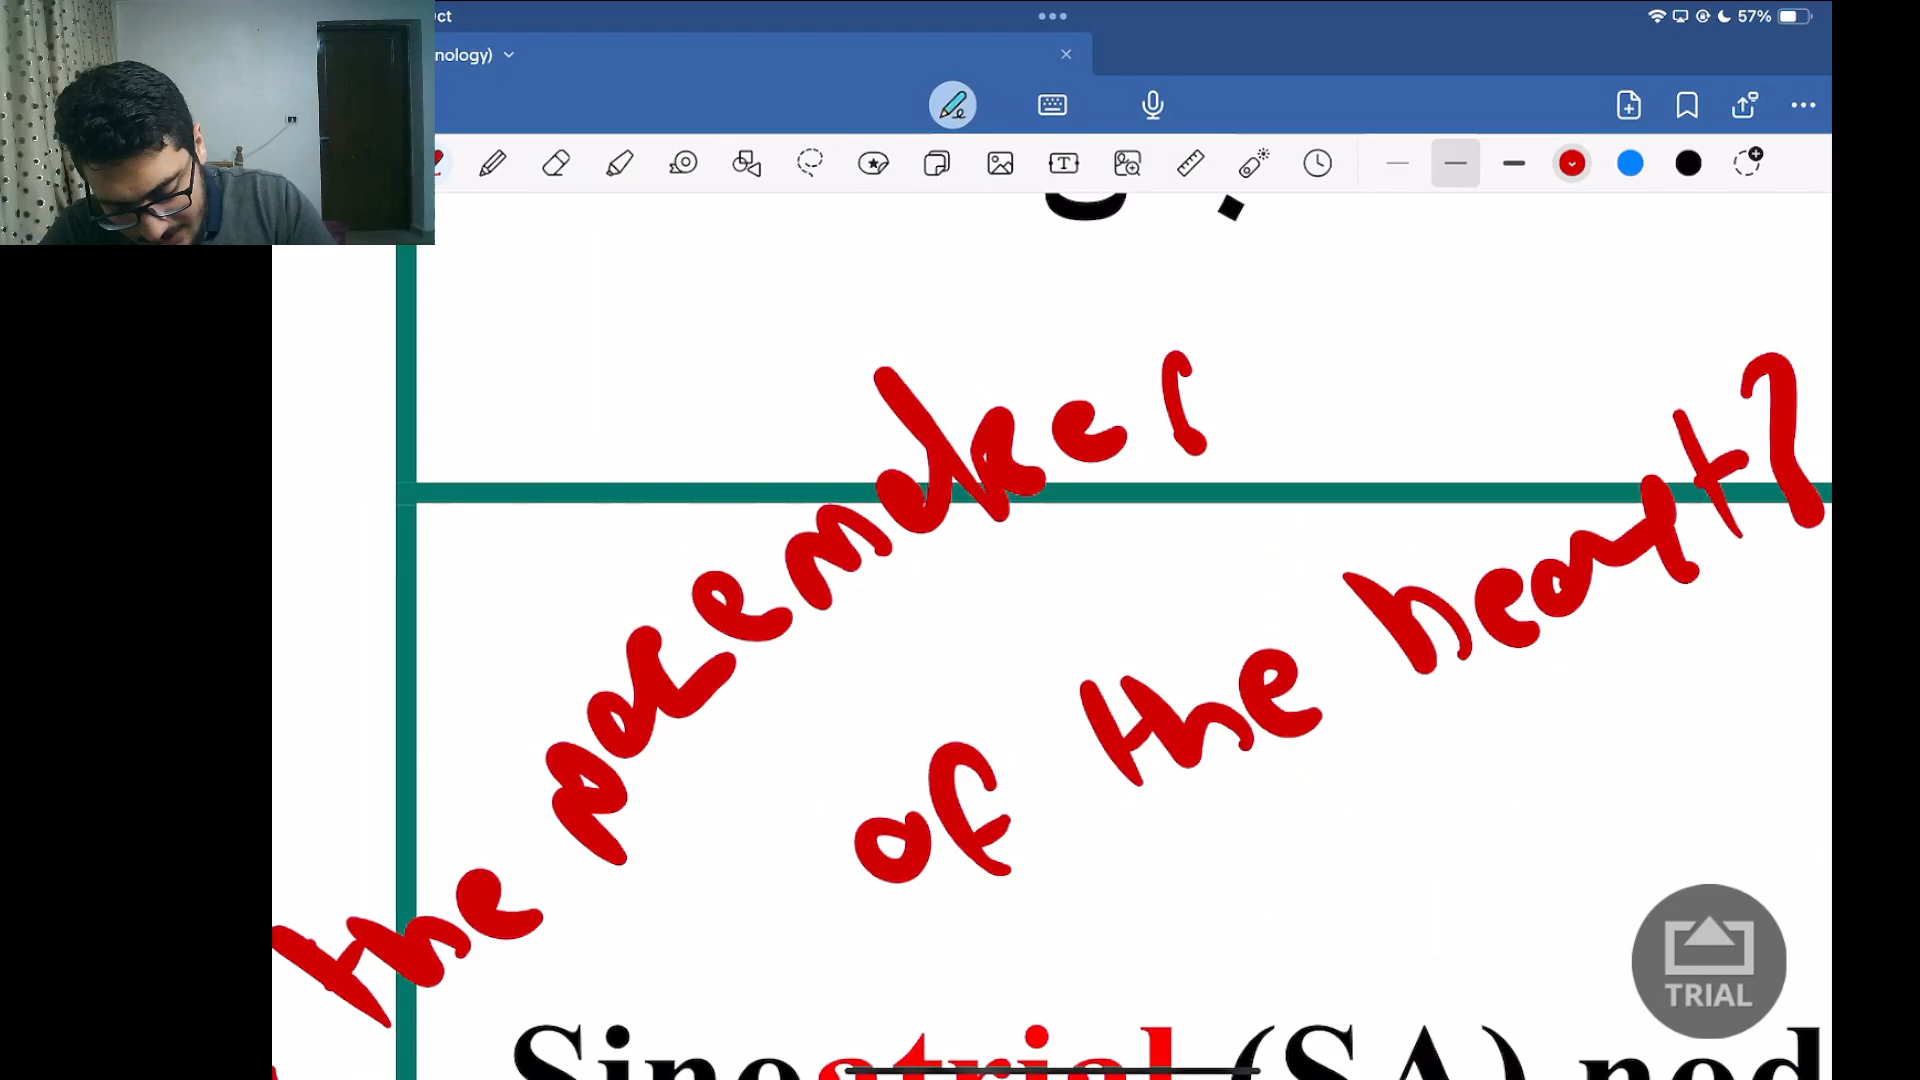 ct
nology)
57%
the pacemaker
of the heart?
Sinoatrial (SA) nod
TRIAL